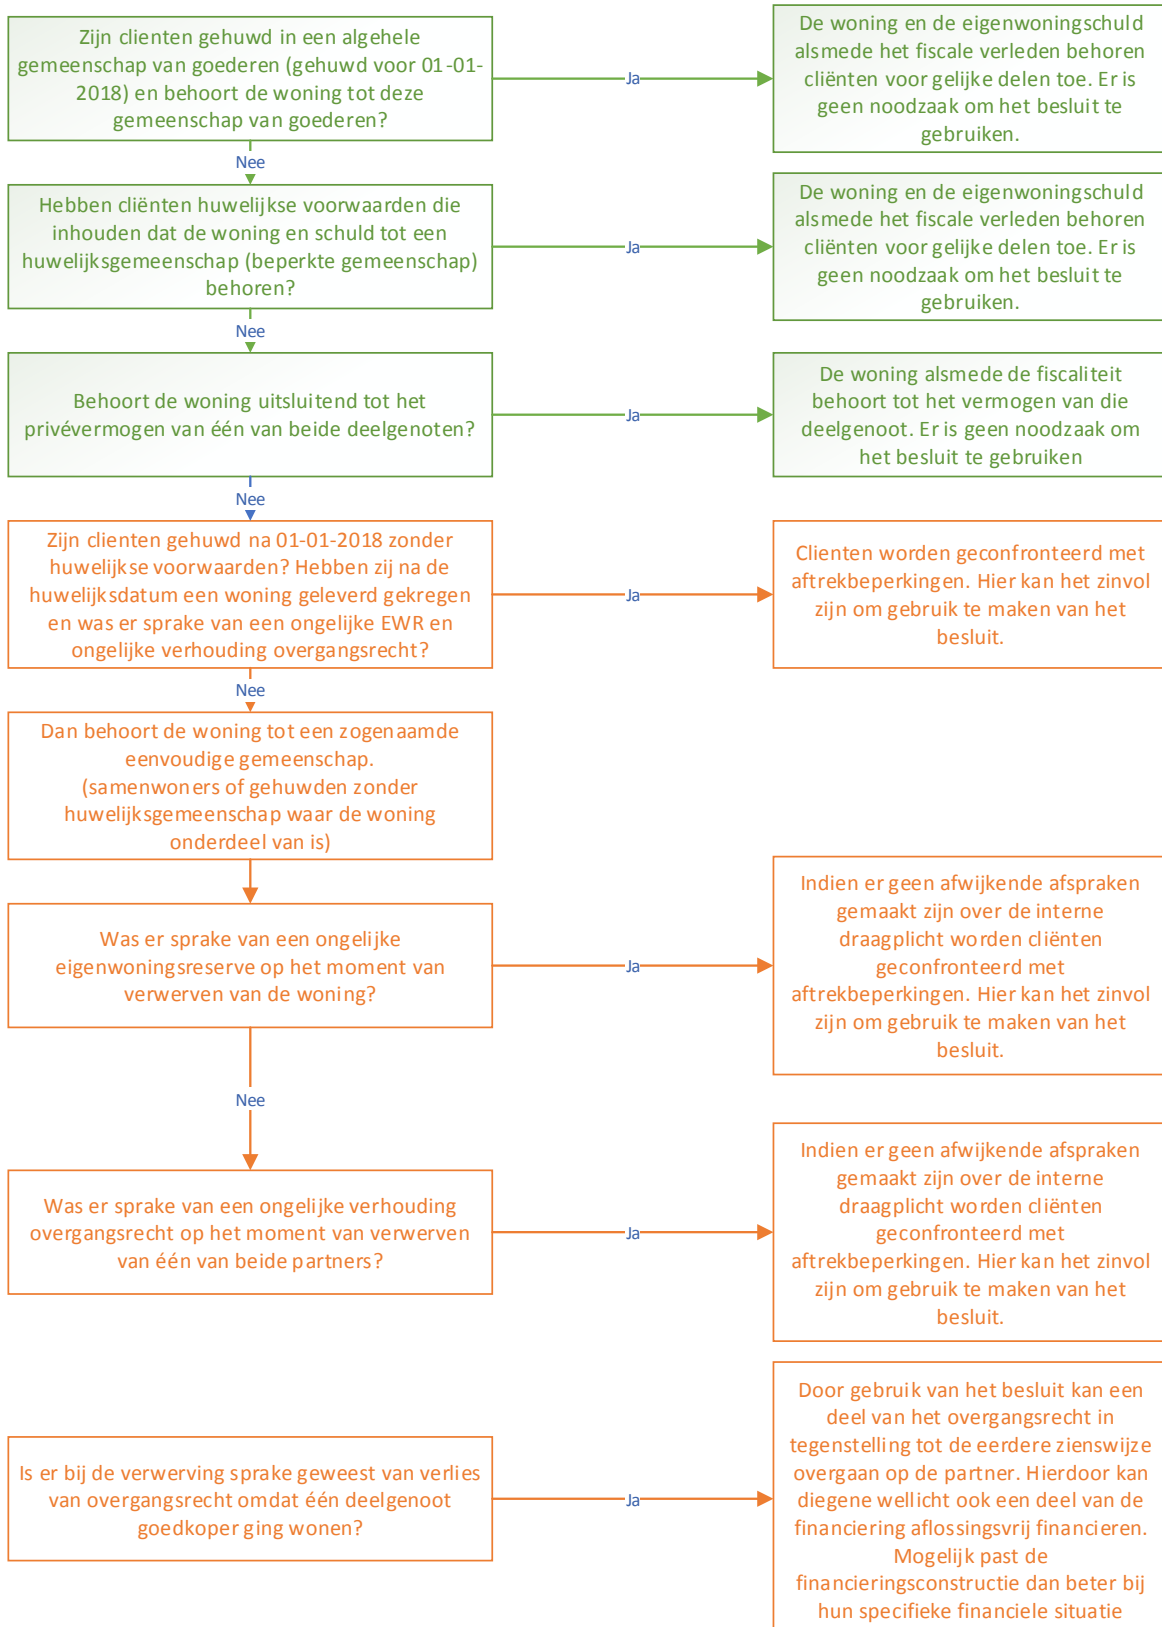 Zijn clienten gehuwd in een algehele
gemeenschap van goederen (gehuwd voor 01-01-
2018) en behoort de woning tot deze
gemeenschap van goederen?
Ja
De woning en de eigenwoningschuld
alsmede het fiscale verleden behoren
cliënten voor gelijke delen toe. Er is
geen noodzaak om het besluit te
gebruiken.
Nee
Hebben cliënten huwelijkse voorwaarden die
inhouden dat de woning en schuld tot een
huwelijksgemeenschap (beperkte gemeenschap)
behoren?
Ja
De woning en de eigenwoningschuld
alsmede het fiscale verleden behoren
cliënten voor gelijke delen toe. Er is
geen noodzaak om het besluit te
gebruiken.
Nee
Behoort de woning uitsluitend tot het
privévermogen van één van beide deelgenoten?
Ja
De woning alsmede de fiscaliteit
behoort tot het vermogen van die
deelgenoot. Er is geen noodzaak om
het besluit te gebruiken
Nee
Zijn clienten gehuwd na 01-01-2018 zonder
huwelijkse voorwaarden? Hebben zij na de
huwelijksdatum een woning geleverd gekregen
en was er sprake van een ongelijke EWR en
ongelijke verhouding overgangsrecht?
Ja
Clienten worden geconfronteerd met
aftrekbeperkingen. Hier kan het zinvol
zijn om gebruik te maken van het
besluit.
Nee
Dan behoort de woning tot een zogenaamde
eenvoudige gemeenschap.
(samenwoners of gehuwden zonder
huwelijksgemeenschap waar de woning
onderdeel van is)
Was er sprake van een ongelijke
eigenwoningsreserve op het moment van
verwerven van de woning?
Ja
Indien er geen afwijkende afspraken
gemaakt zijn over de interne
draagplicht worden cliënten
geconfronteerd met
aftrekbeperkingen. Hier kan het zinvol
zijn om gebruik te maken van het
besluit.
Nee
Was er sprake van een ongelijke verhouding
overgangsrecht op het moment van verwerven
van één van beide partners?
Ja
Indien er geen afwijkende afspraken
gemaakt zijn over de interne
draagplicht worden cliënten
geconfronteerd met
aftrekbeperkingen. Hier kan het zinvol
zijn om gebruik te maken van het
besluit.
Is er bij de verwerving sprake geweest van verlies
van overgangsrecht omdat één deelgenoot
goedkoper ging wonen?
Ja
Door gebruik van het besluit kan een
deel van het overgangsrecht in
tegenstelling tot de eerdere zienswijze
overgaan op de partner. Hierdoor kan
diegene wellicht ook een deel van de
financiering aflossingsvrij financieren.
Mogelijk past de
financieringsconstructie dan beter bij
hun specifieke financiele situatie